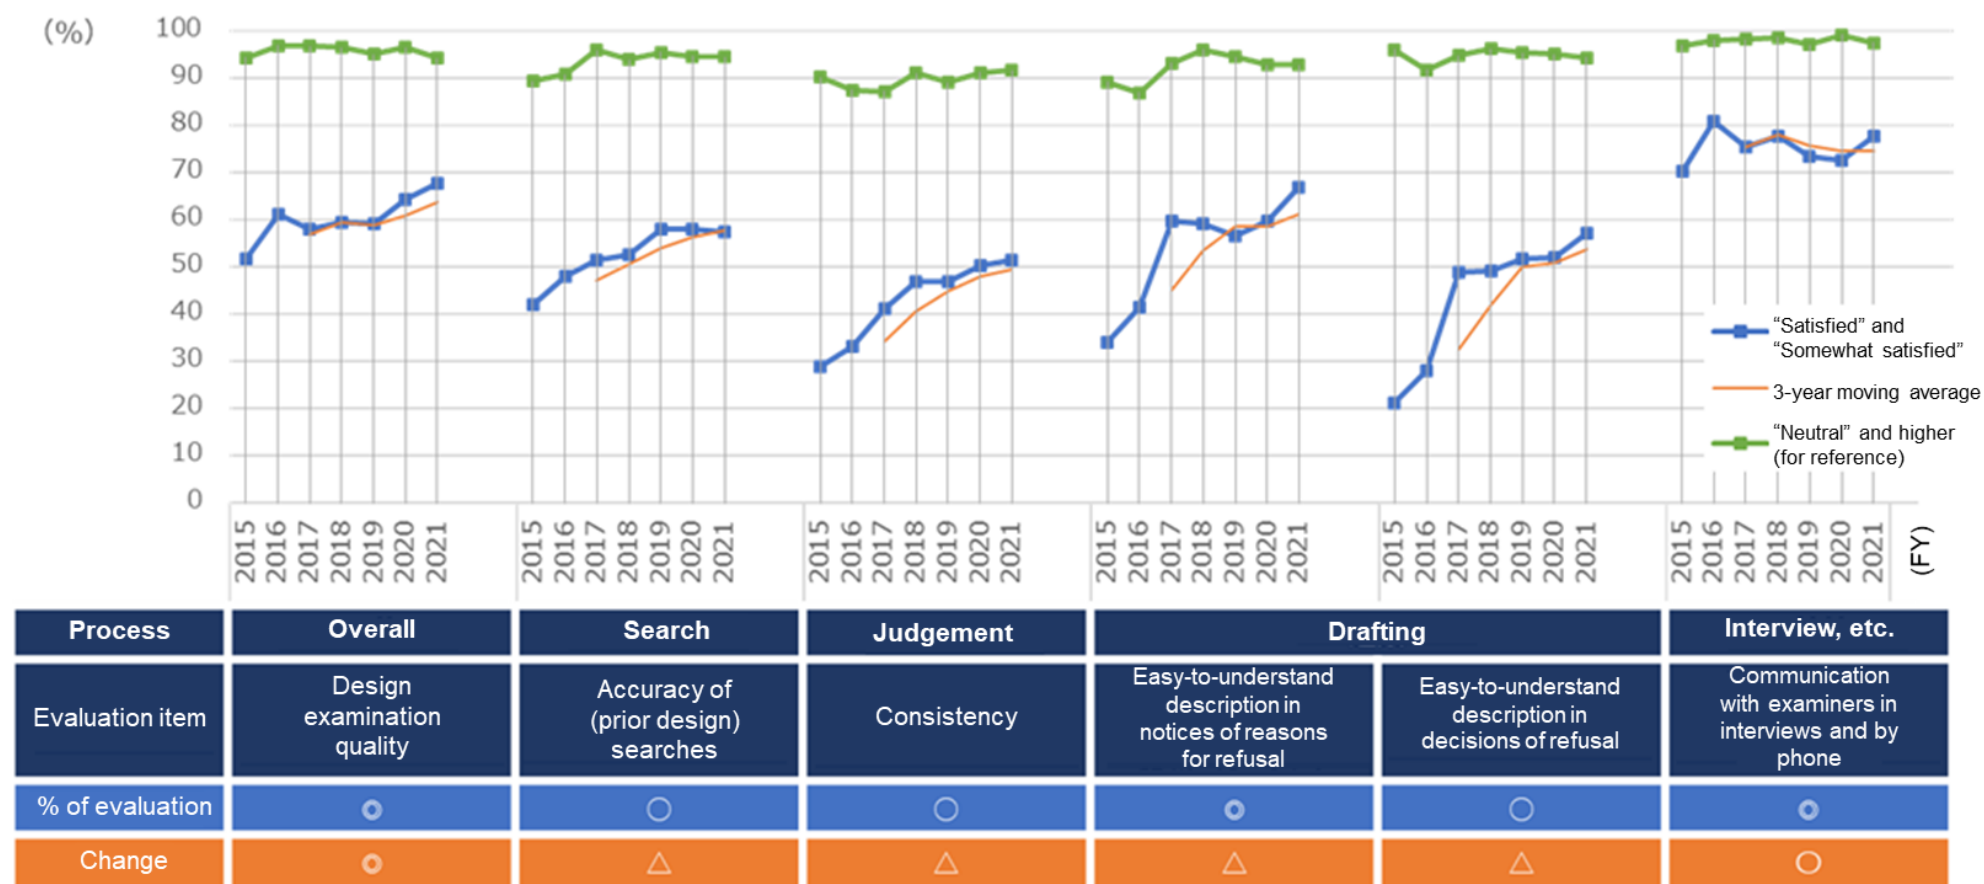 (%)
100
90
80
70
60
50
40
30
20
10
0
“Satisfied” and
“Somewhat satisfied”
3-year moving average
“Neutral” and higher
(for reference)
2015 2016 2017 2018 2019 2020 2021 2015 2016 2017 2018 2019 2020 2021 2015 2016 2017 2018 2019 2020 2021 2015 2016 2017 2018 2019 2020 2021 2015 2016 2017 2018 2019 2020 2021 2015 2016 2017 2018 2019 2020 2021 (FY)
Process Overall Search Judgement Drafting Interview, etc.
Evaluation item
Design
examination
quality
Accuracy of
(prior design)
searches
Consistency
Easy-to-understand
description in
notices of reasons
for refusal
Easy-to-understand
description in
decisions of refusal
Communication
with examiners in
interviews and by
phone
% of evaluation ◎ ○ ○ ◎ ○ ◎
Change ◎ △ △ △ △ ○